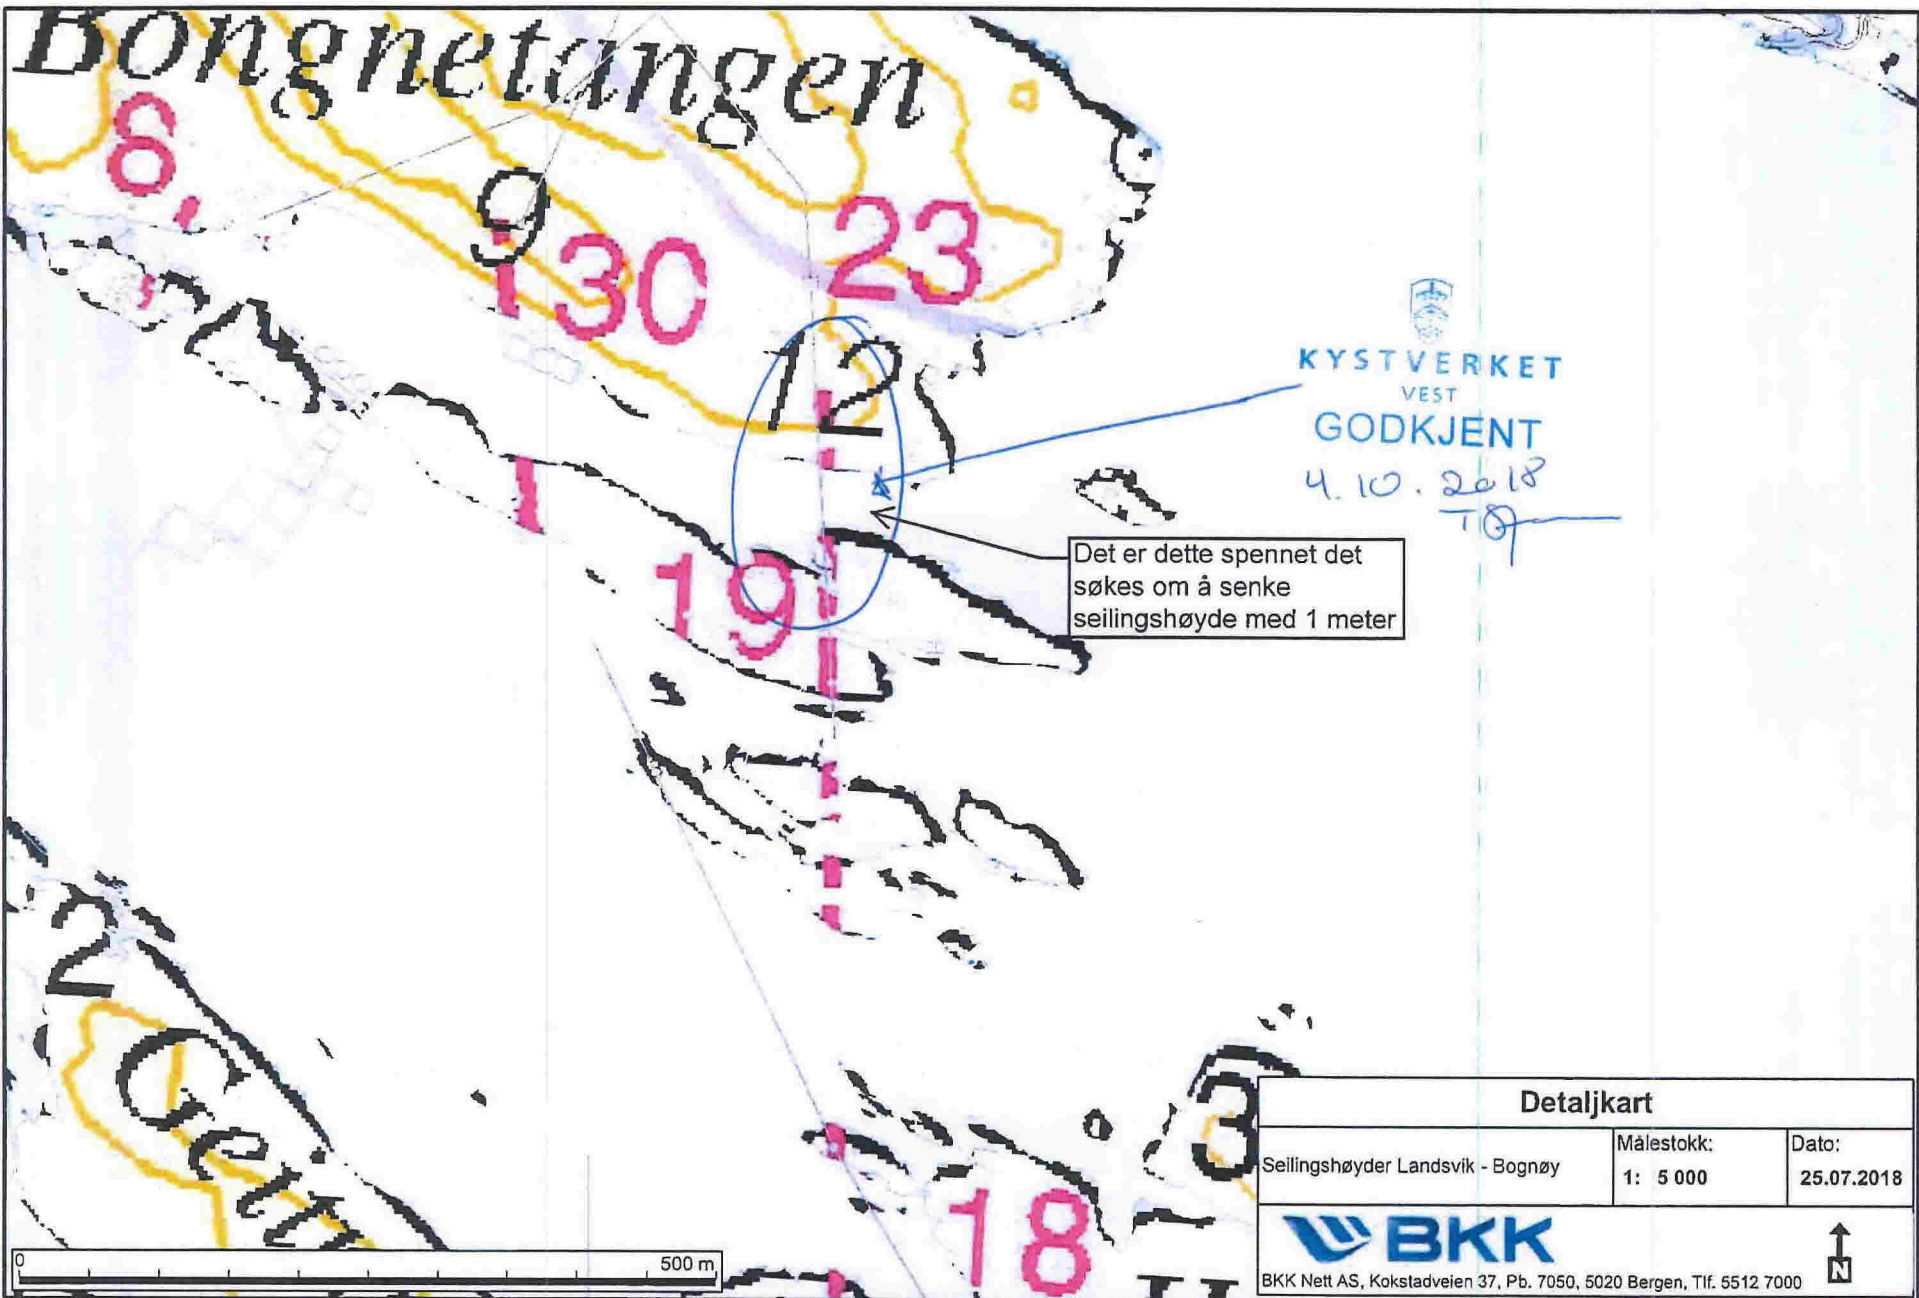 Bongnetangen
8
9
130
23
12
KYSTVERKET
VEST
GODKJENT
4.10.2018
Det er dette spennet det
søkes om å senke
seilingshøyde med 1 meter
19
2
3
18
0
500 m
Detaljkart
Seilingshøyder Landsvik - Bognøy
Målestokk:
1: 5 000
Dato:
25.07.2018
BKK
N
BKK Nett AS, Kokstadveien 37, Pb. 7050, 5020 Bergen, Tlf. 5512 7000